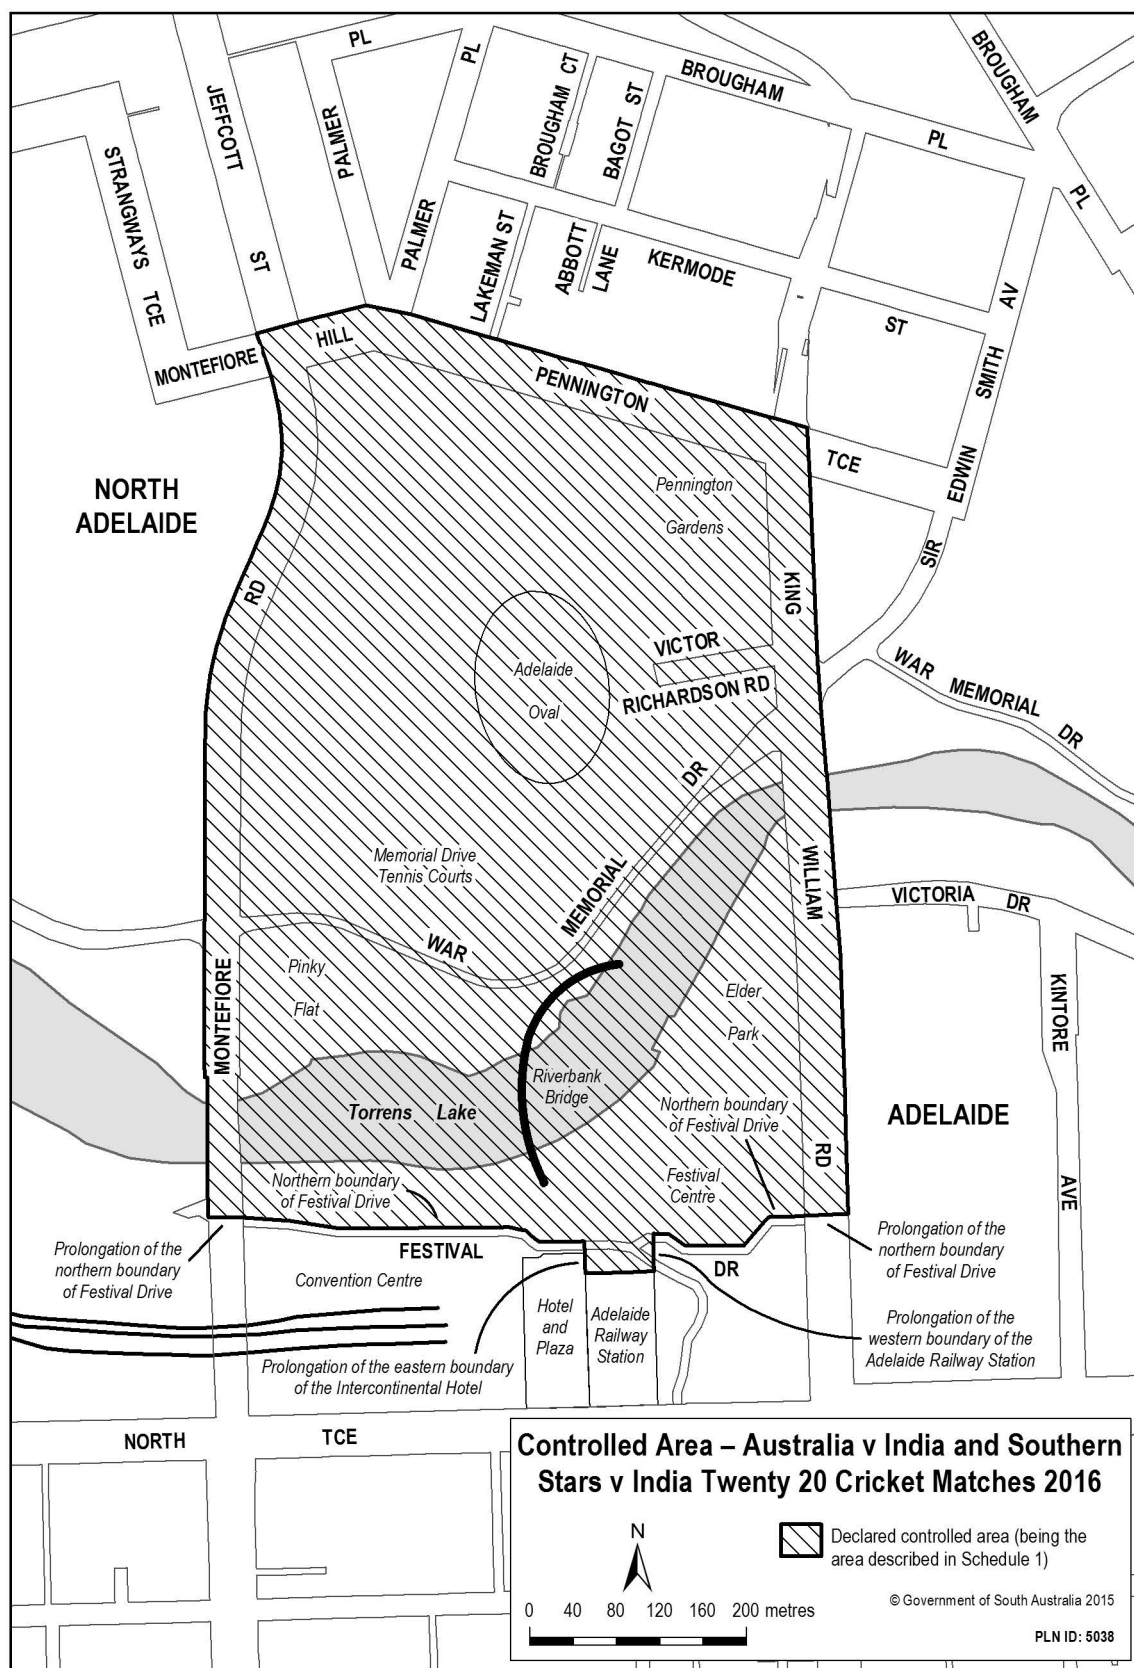 PL
PL
BROUGHAM
BROUGHAM
PL
PL
JEFFCOTT
ST
PALMER
PALMER
BROUGHAM CT
BAGOT ST
STRANGWAYS TCE
LAKEMAN ST
ABBOTT
LANE
KERMODE
ST
SIR
EDWIN
SMITH
AV
MONTEFIORE
HILL
PENNINGTON
TCE
NORTH
ADELAIDE
Pennington
Gardens
RD
KING
VICTOR
RICHARDSON RD
Adelaide
Oval
WAR
MEMORIAL
DR
DR
Memorial Drive
Tennis Courts
MEMORIAL
WAR
WILLIAM
VICTORIA
DR
Pinky
Flat
MONTEFIORE
Elder
Park
KINTORE
AVE
Riverbank
Bridge
Torrens Lake
Northern boundary
of Festival Drive
ADELAIDE
RD
Northern boundary
of Festival Drive
Festival
Centre
Prolongation of the
northern boundary
of Festival Drive
FESTIVAL
DR
Prolongation of the
northern boundary
of Festival Drive
Convention Centre
Hotel
and
Plaza
Adelaide
Railway
Station
Prolongation of the
western boundary of the
Adelaide Railway Station
Prolongation of the eastern boundary
of the Intercontinental Hotel
NORTH
TCE
Controlled Area – Australia v India and Southern
Stars v India Twenty 20 Cricket Matches 2016
N
Declared controlled area (being the
area described in Schedule 1)
0 40 80 120 160 200 metres
© Government of South Australia 2015
PLN ID: 5038